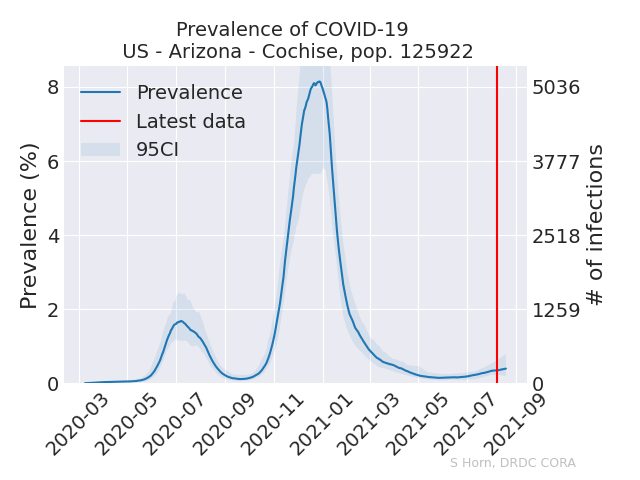 Prevalence of COVID-19
US - Arizona - Cochise, pop. 125922
Prevalence
Latest data
95CI
Prevalence (%)
8
6
4
2
0
5036
3777
2518
1259
0
# of infections
2020-03
2020-05
2020-07
2020-09
2020-11
2021-01
2021-03
2021-05
2021-07
2021-09
S Horn, DRDC CORA